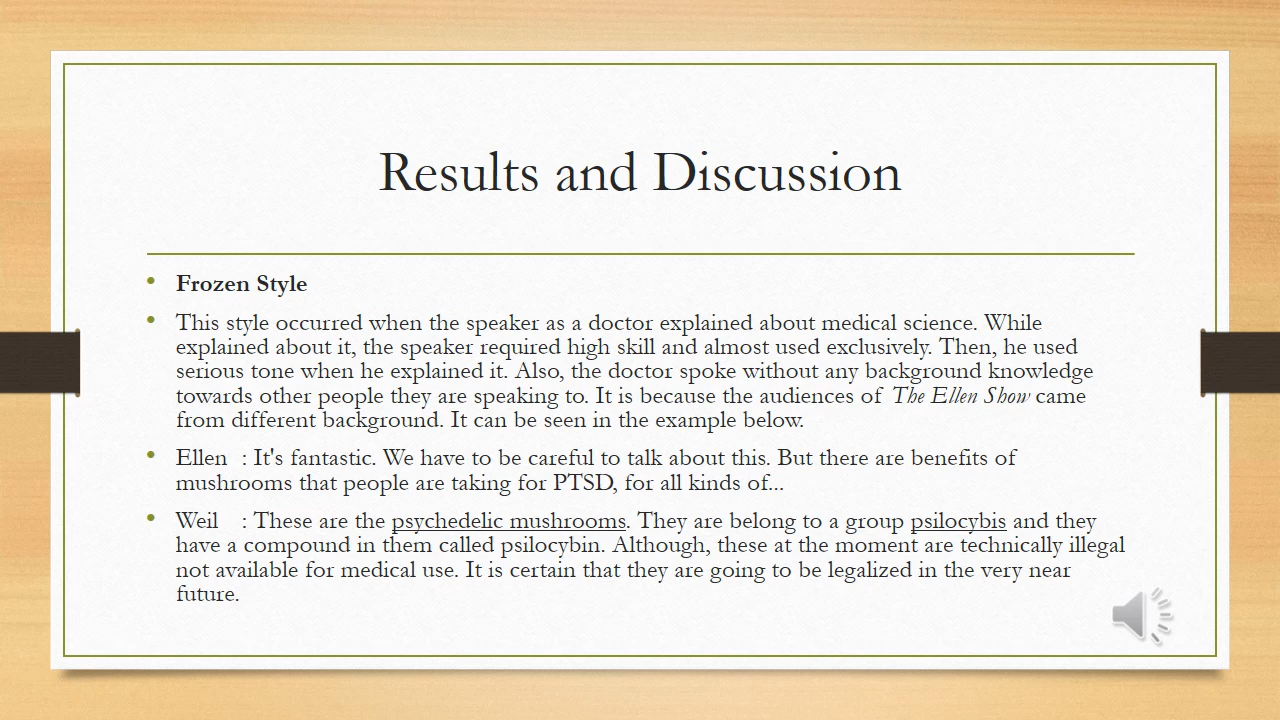 Results and Discussion
• Frozen Style
• This style occurred when the speaker as a doctor explained about medical science. While
explained about it, the speaker required high skill and almost used exclusively. Then, he used
serious tone when he explained it. Also, the doctor spoke without any background knowledge
towards other people they are speaking to. It is because the audiences of The Ellen Show came
from different background. It can be seen in the example below.
• Ellen : It's fantastic. We have to be careful to talk about this. But there are benefits of
mushrooms that people are taking for PTSD, for all kinds of...
• Weil : These are the psychedelic mushrooms. They are belong to a group psilocybis and they
have a compound in them called psilocybin. Although, these at the moment are technically illegal
not available for medical use. It is certain that they are going to be legalized in the very near
future.